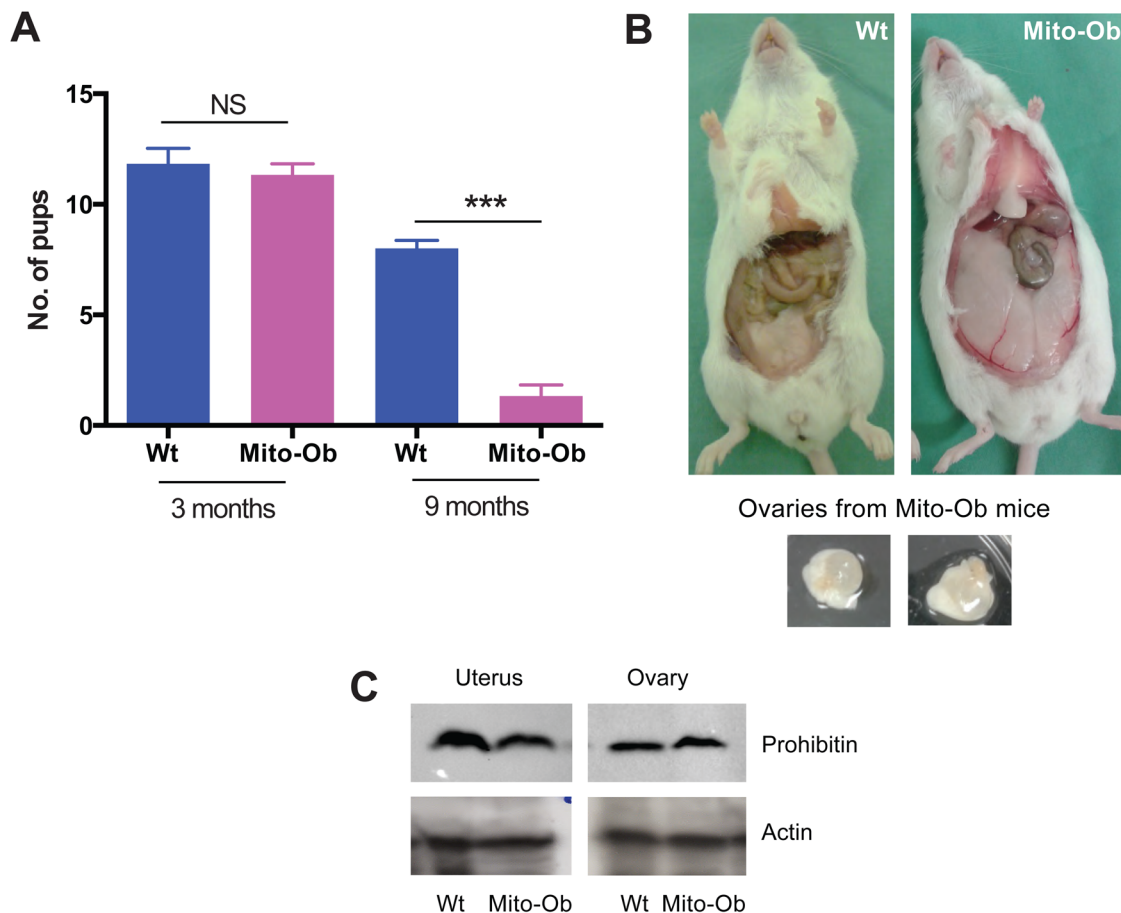 A
15
10
5
0
No. of pups
NS
***
Wt
Mito-Ob
Wt
Mito-Ob
3 months
9 months
B
Wt
Mito-Ob
Ovaries from Mito-Ob mice
C
Uterus
Ovary
Prohibitin
Actin
Wt Mito-Ob
Wt Mito-Ob